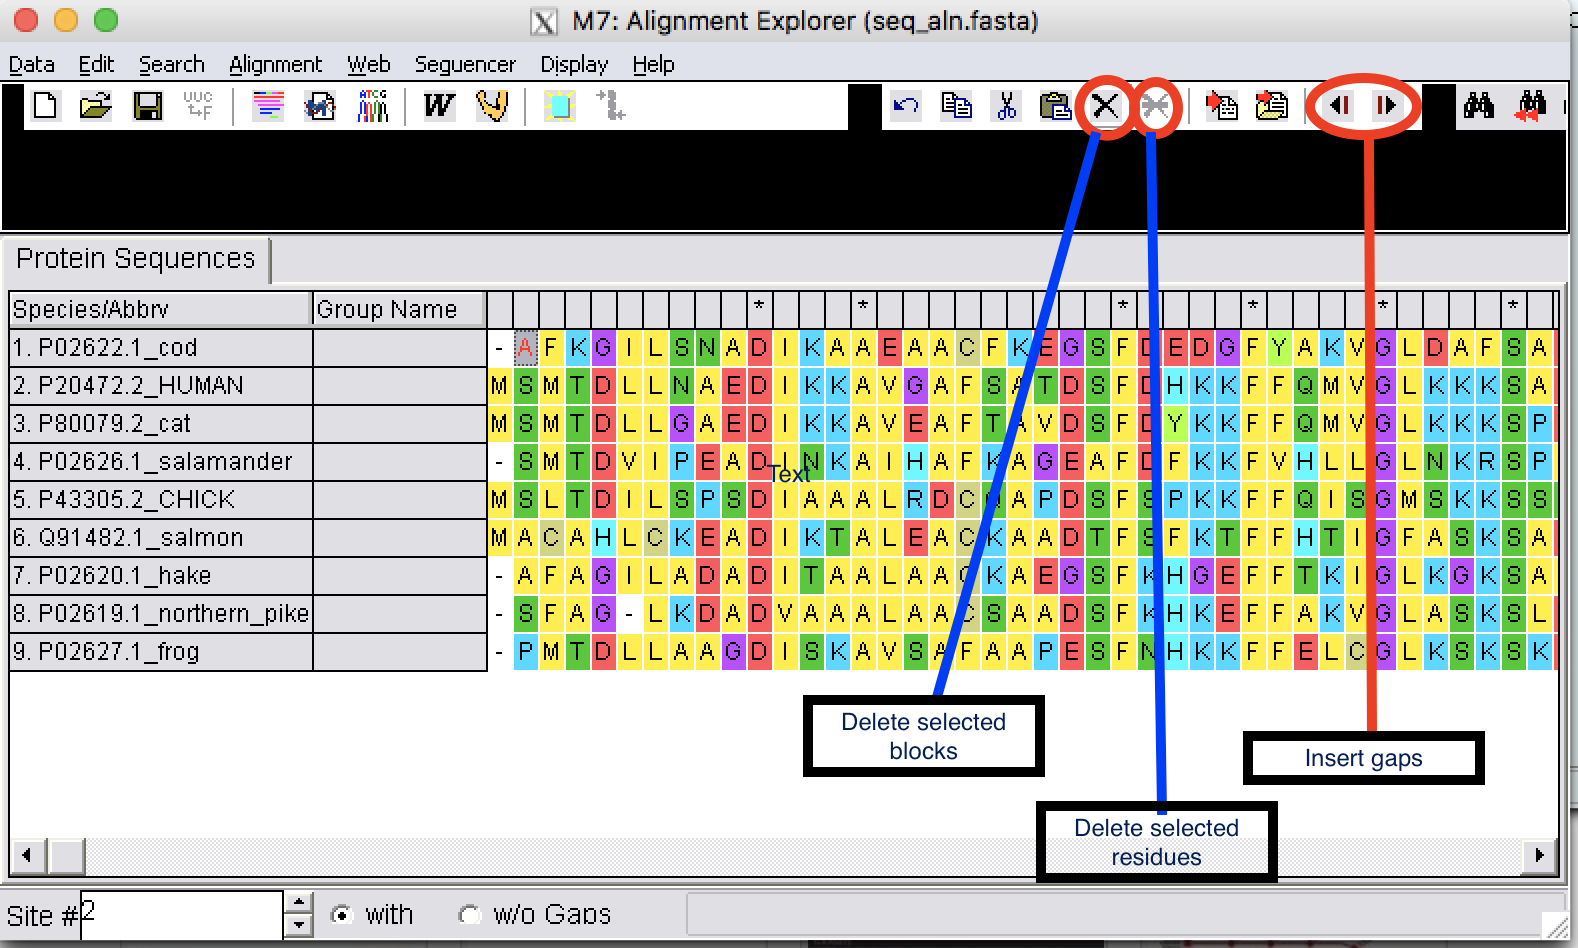 M7: Alignment Explorer (seq_aln.fasta)
Data Edit Search Alignment Web Sequencer Display Help
UUC
ATCG
W
Protein Sequences
Species/Abbrv Group Name * * * * * *
1. P02622.1_cod - A F K G I L S N A D I K A A E A A C F K E G S F D E D G F Y A K V G L D A F S A
2. P20472.2_HUMAN M S M T D L L N A E D I K K A V G A F S A T D S F D H K K F F Q M V G L K K K S A
3. P80079.2_cat M S M T D L L G A E D I K K A V E A F T A V D S F D Y K K F F Q M V G L K K K S P
4. P02626.1_salamander - S M T D V I P E A D I N K A I H A F K A G E A F D F K K F V H L L G L N K R S P
Text
5. P43305.2_CHICK M S L T D I L S P S D I A A A L R D C Q A P D S F S P K K F F Q I S G M S K K S S
6. Q91482.1_salmon M A C A H L C K E A D I K T A L E A C K A A D T F S F K T F F H T I G F A S K S A
7. P02620.1_hake - A F A G I L A D A D I T A A L A A C K A E G S F K H G E F F T K I G L K G K S A
8. P02619.1_northern_pike - S F A G - L K D A D V A A A L A A C S A A D S F K H K E F F A K V G L A S K S L
9. P02627.1_frog - P M T D L L A A G D I S K A V S A F A A P E S F N H K K F F E L C G L K S K S K
Delete selected
blocks
Insert gaps
Delete selected
residues
Site # 2 with w/o Gaps